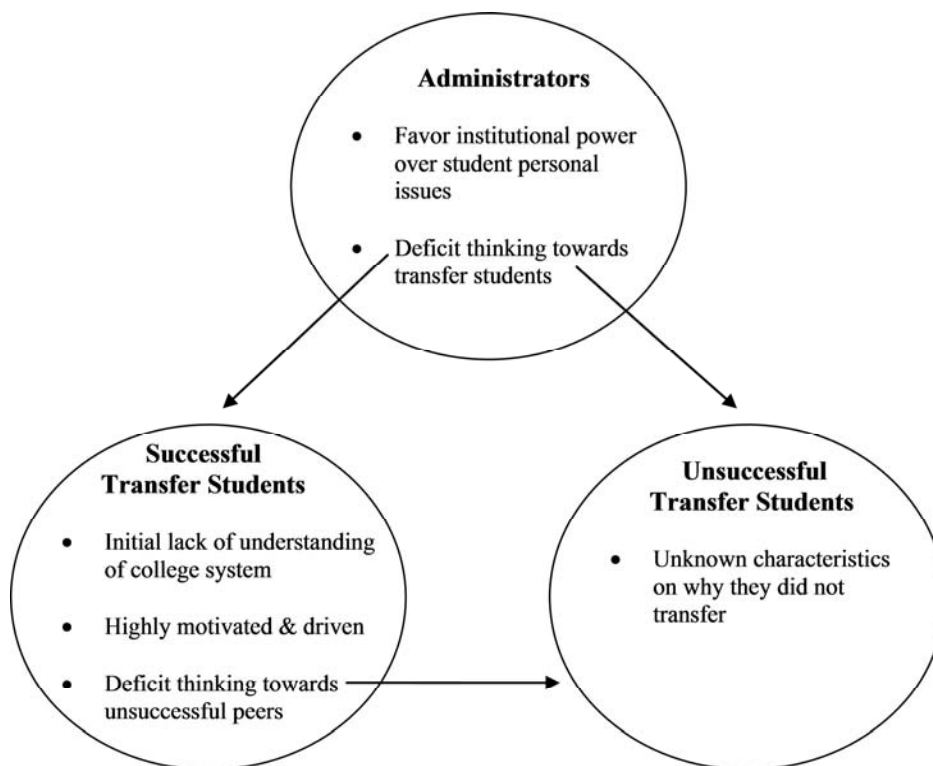 Administrators
• Favor institutional power
over student personal
issues
• Deficit thinking towards
transfer students
Successful
Transfer Students
• Initial lack of understanding
of college system
• Highly motivated & driven
• Deficit thinking towards
unsuccessful peers
Unsuccessful
Transfer Students
• Unknown characteristics
on why they did not
transfer